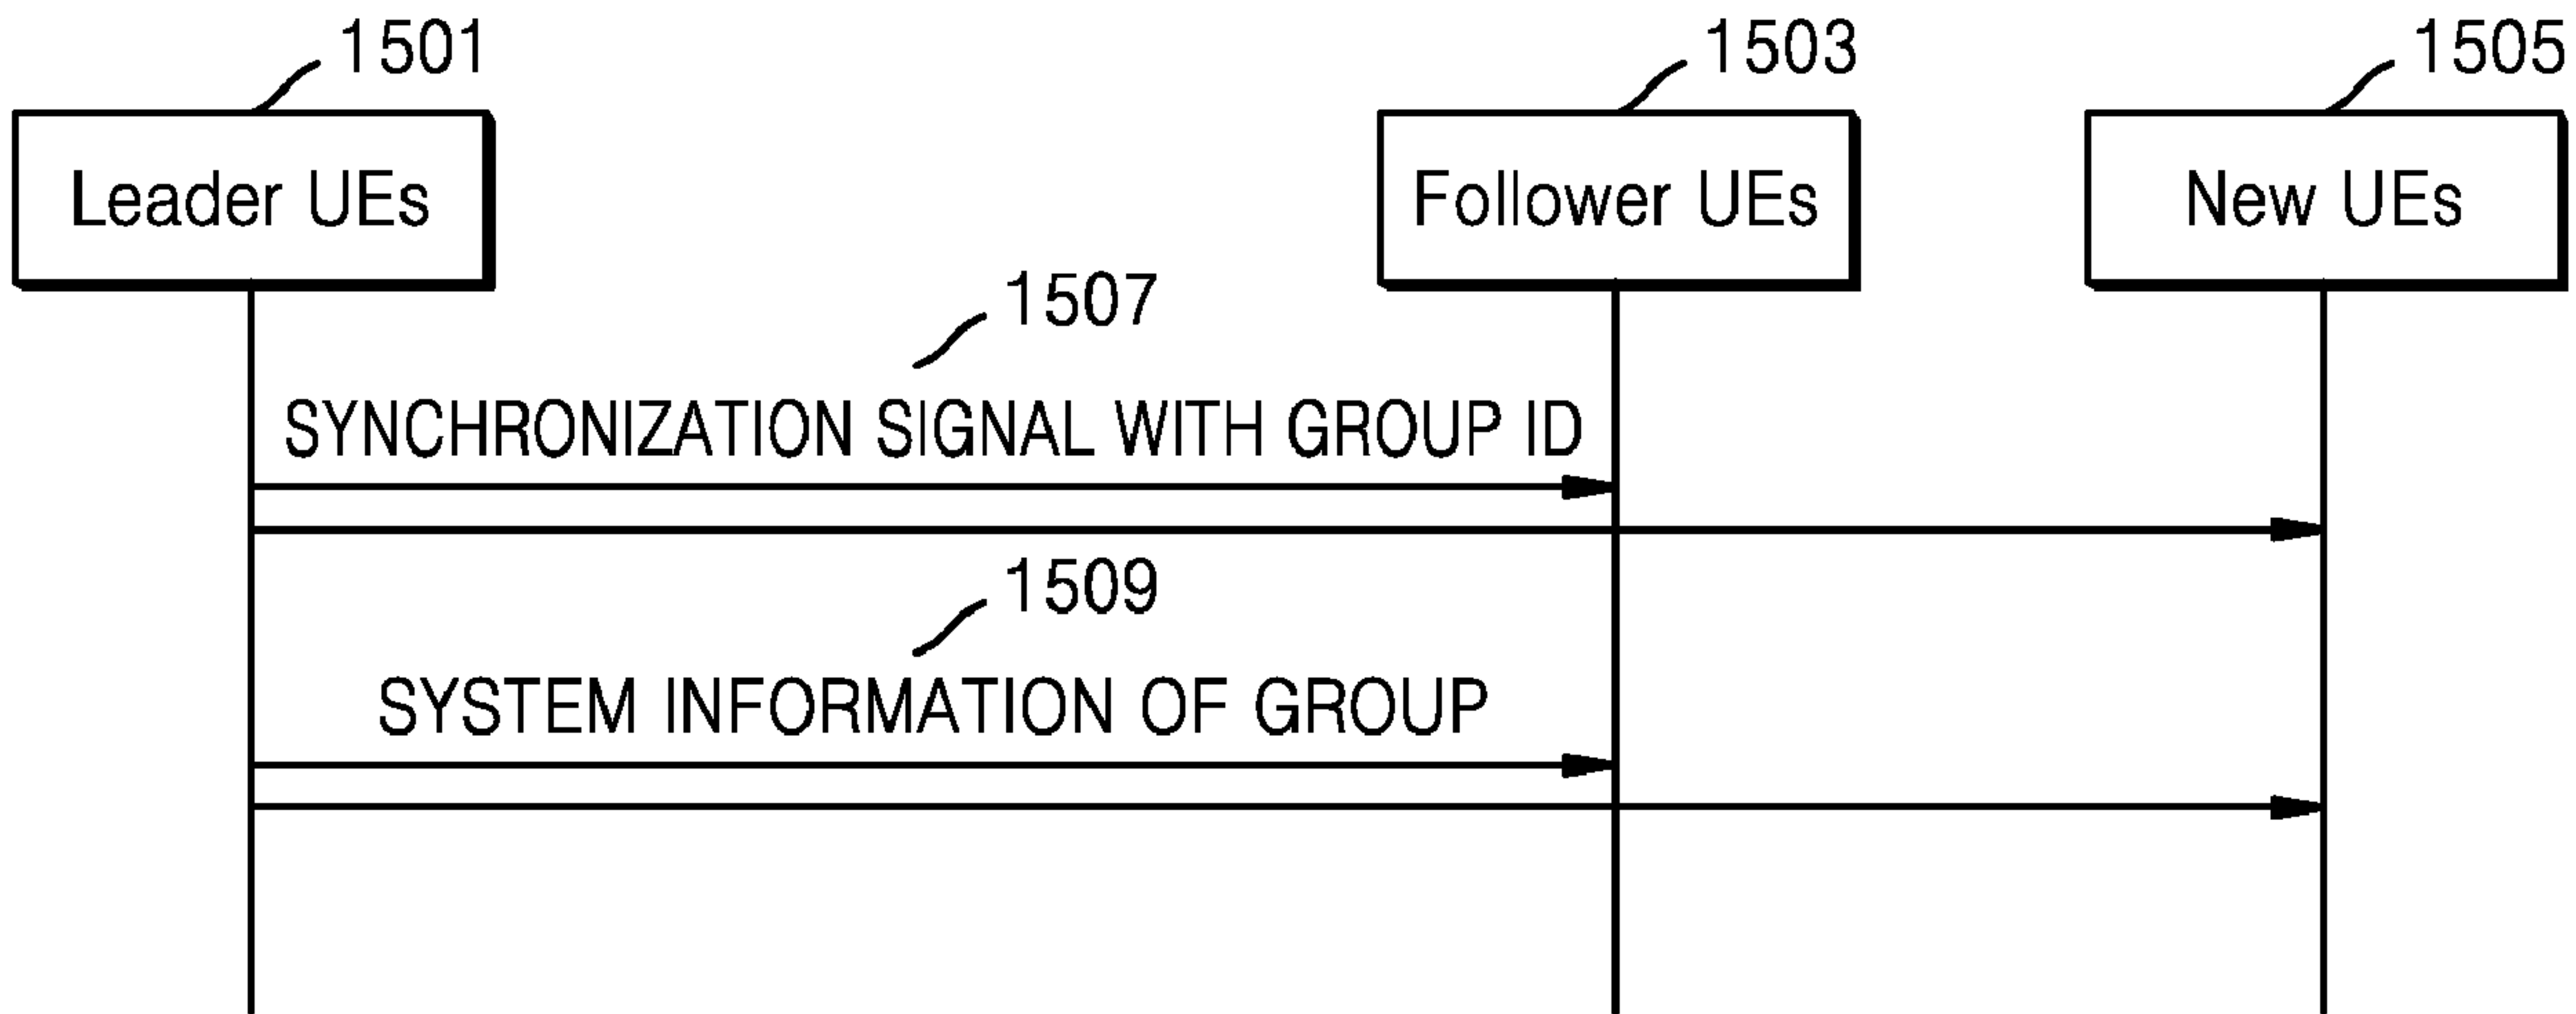 1501
1503
1505
Leader UEs
Follower UEs
New UEs
1507
SYNCHRONIZATION SIGNAL WITH GROUP ID
1509
SYSTEM INFORMATION OF GROUP